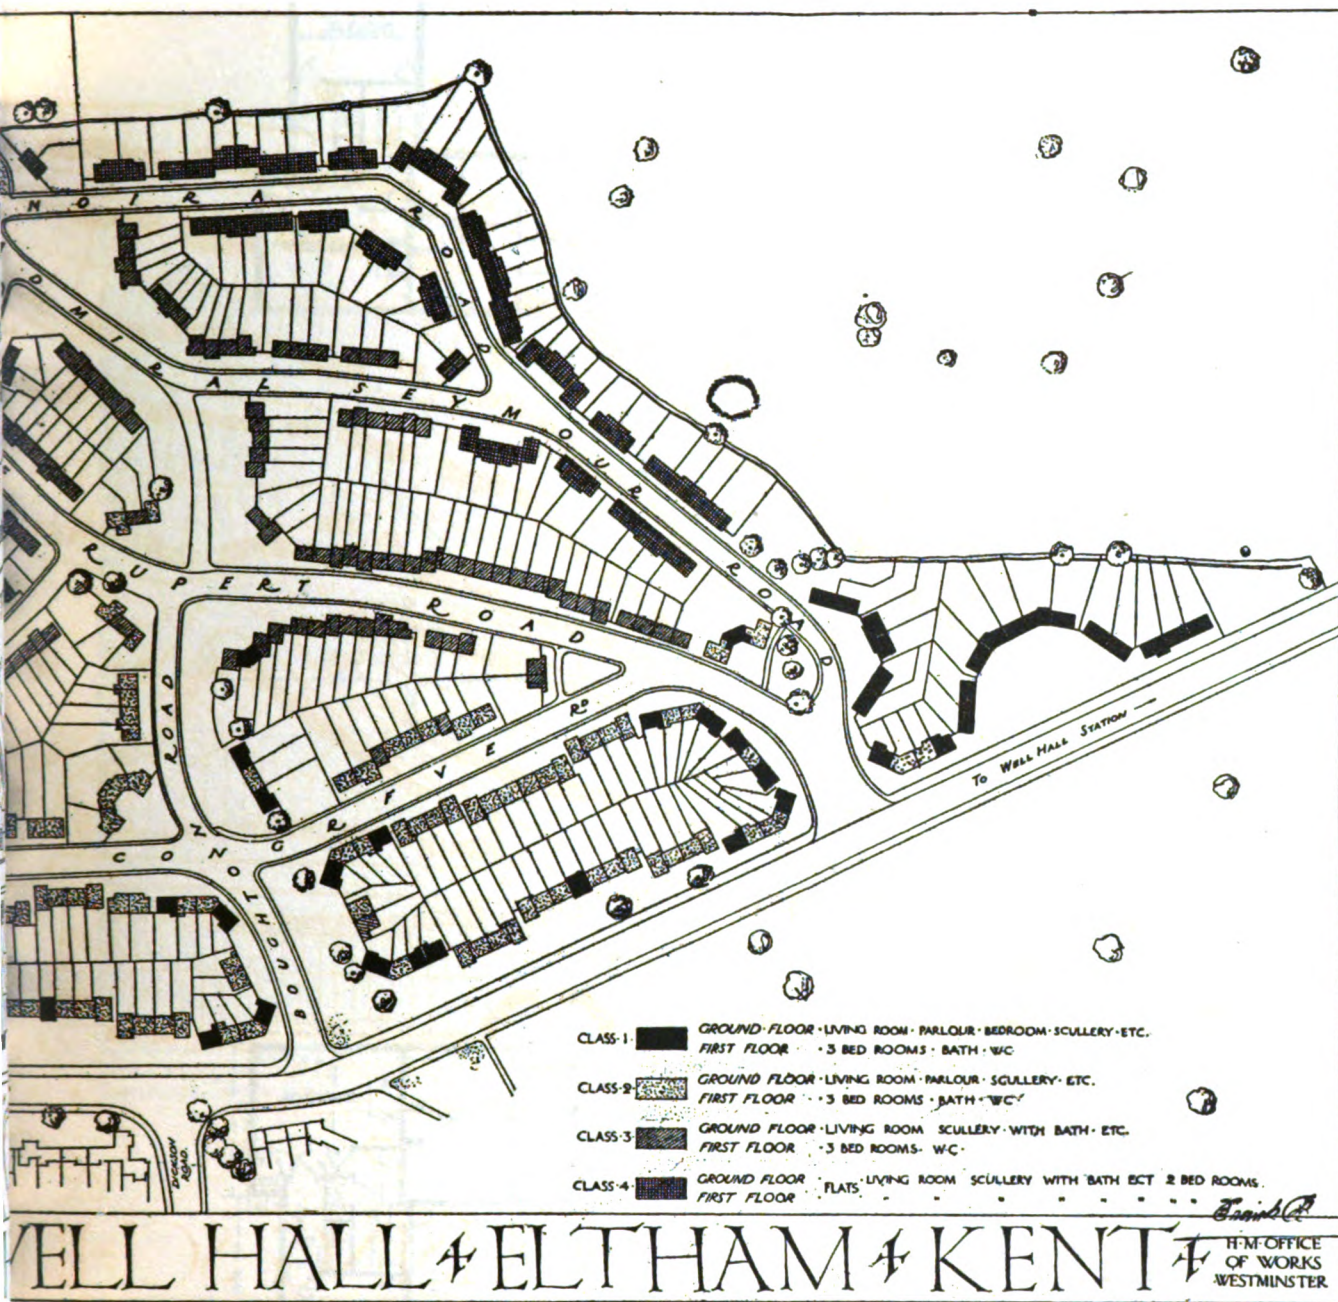 MOIRA ROAD
ADMIRAL SEYMOUR ROAD
RUPERT ROAD
ROAD
CONGREVE RD
BOUGHTON
TO WELL HALL STATION
DICKSON
ROAD.
CLASS·1· GROUND·FLOOR·LIVING ROOM·PARLOUR·BEDROOM·SCULLERY·ETC.
FIRST FLOOR · 3 BED ROOMS · BATH · WC
CLASS·2· GROUND FLOOR·LIVING ROOM·PARLOUR·SCULLERY·ETC.
FIRST FLOOR · 3 BED ROOMS · BATH · WC
CLASS·3· GROUND FLOOR·LIVING ROOM SCULLERY·WITH BATH·ETC.
FIRST FLOOR · 3 BED ROOMS· W·C·
CLASS·4· GROUND FLOOR FLATS LIVING ROOM SCULLERY WITH BATH ECT 2 BED ROOMS.
FIRST FLOOR " " " " " " "
ELL HALL ELTHAM KENT
H·M·OFFICE
OF WORKS
WESTMINSTER